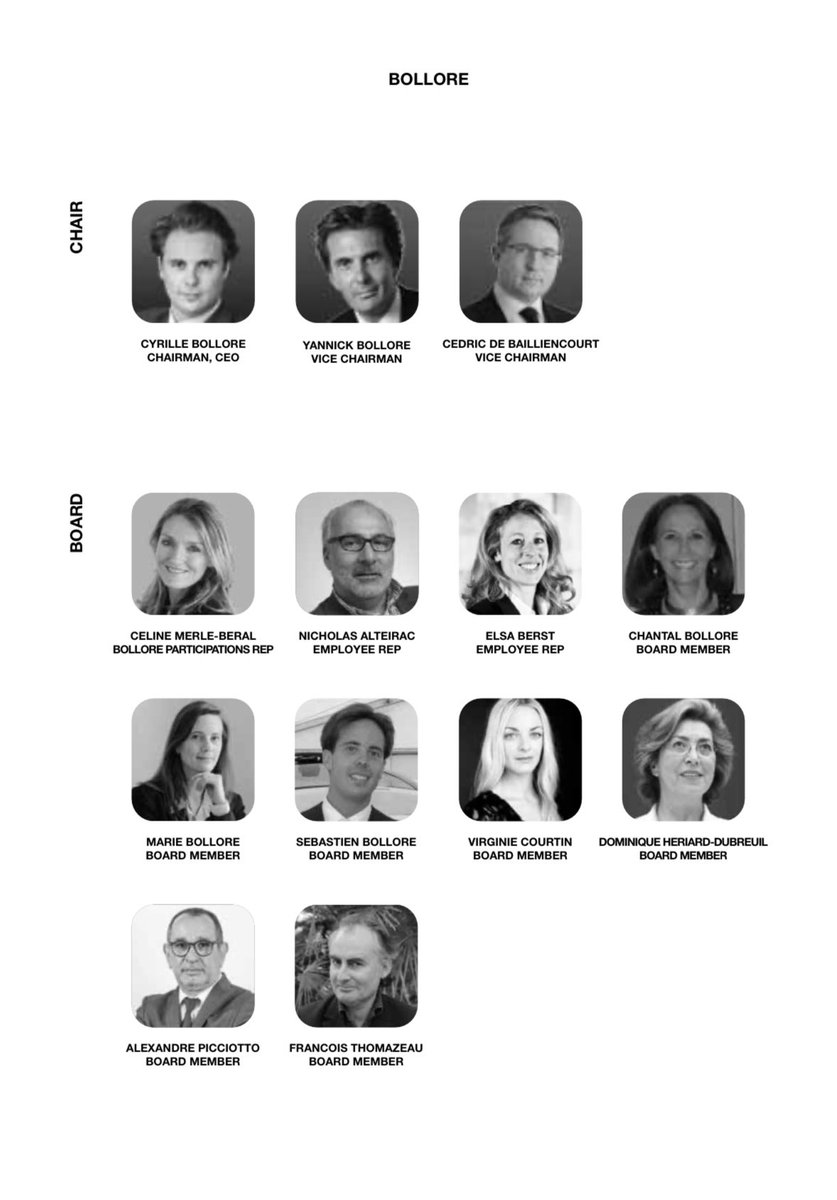 BOLLORE
CHAIR
CYRILLE BOLLORE
CHAIRMAN, CEO
YANNICK BOLLORE
VICE CHAIRMAN
CEDRIC DE BAILLIENCOURT
VICE CHAIRMAN
BOARD
CELINE MERLE-BERAL
BOLLORE PARTICIPATIONS REP
NICHOLAS ALTEIRAC
EMPLOYEE REP
ELSA BERST
EMPLOYEE REP
CHANTAL BOLLORE
BOARD MEMBER
MARIE BOLLORE
BOARD MEMBER
SEBASTIEN BOLLORE
BOARD MEMBER
VIRGINIE COURTIN
BOARD MEMBER
DOMINIQUE HERIARD-DUBREUIL
BOARD MEMBER
ALEXANDRE PICCIOTTO
BOARD MEMBER
FRANCOIS THOMAZEAU
BOARD MEMBER